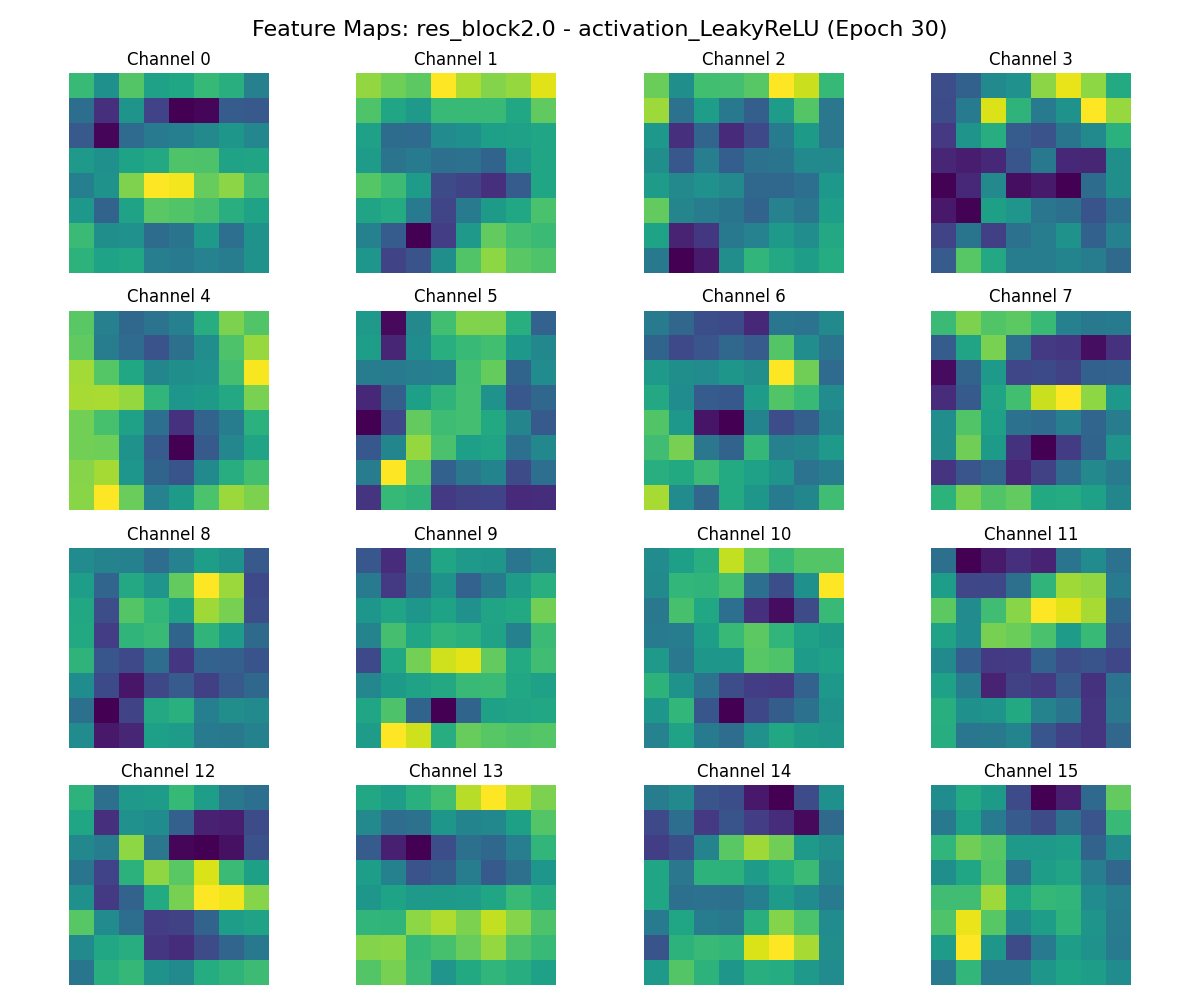 Feature Maps: res_block2.0 - activation_LeakyReLU (Epoch 30)
Channel 0
Channel 1
Channel 2
Channel 3
Channel 4
Channel 5
Channel 6
Channel 7
Channel 8
Channel 9
Channel 10
Channel 11
Channel 12
Channel 13
Channel 14
Channel 15